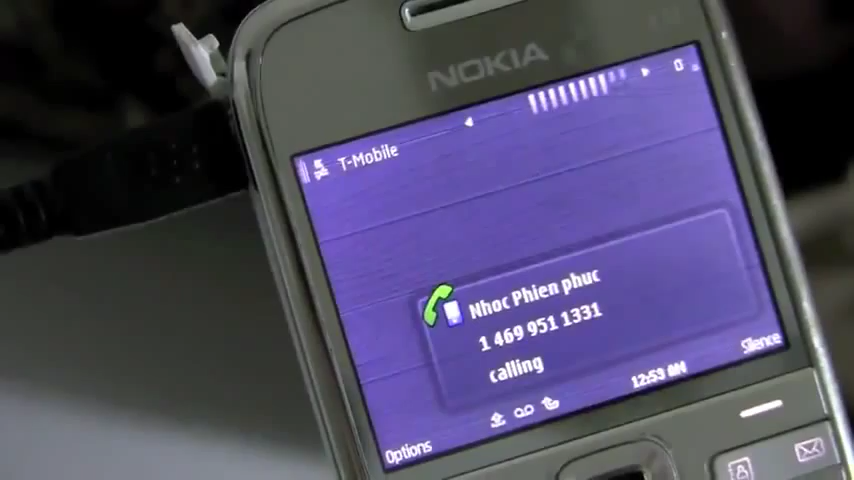 NOKIA
T-Mobile
Nhoc Phien phuc
1 469 951 1331
calling
12:53 AM
Silence
Options